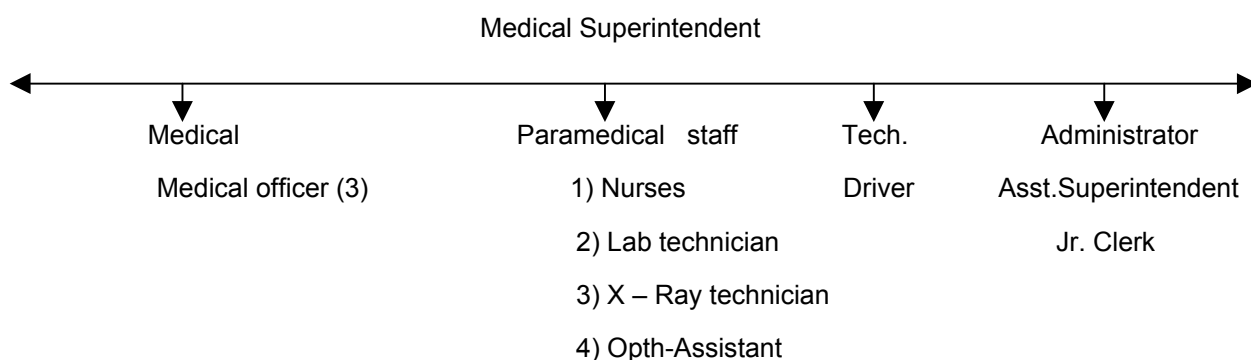 Medical Superintendent
Medical Paramedical staff Tech. Administrator
Medical officer (3) 1) Nurses Driver Asst.Superintendent
2) Lab technician Jr. Clerk
3) X – Ray technician
4) Opth-Assistant